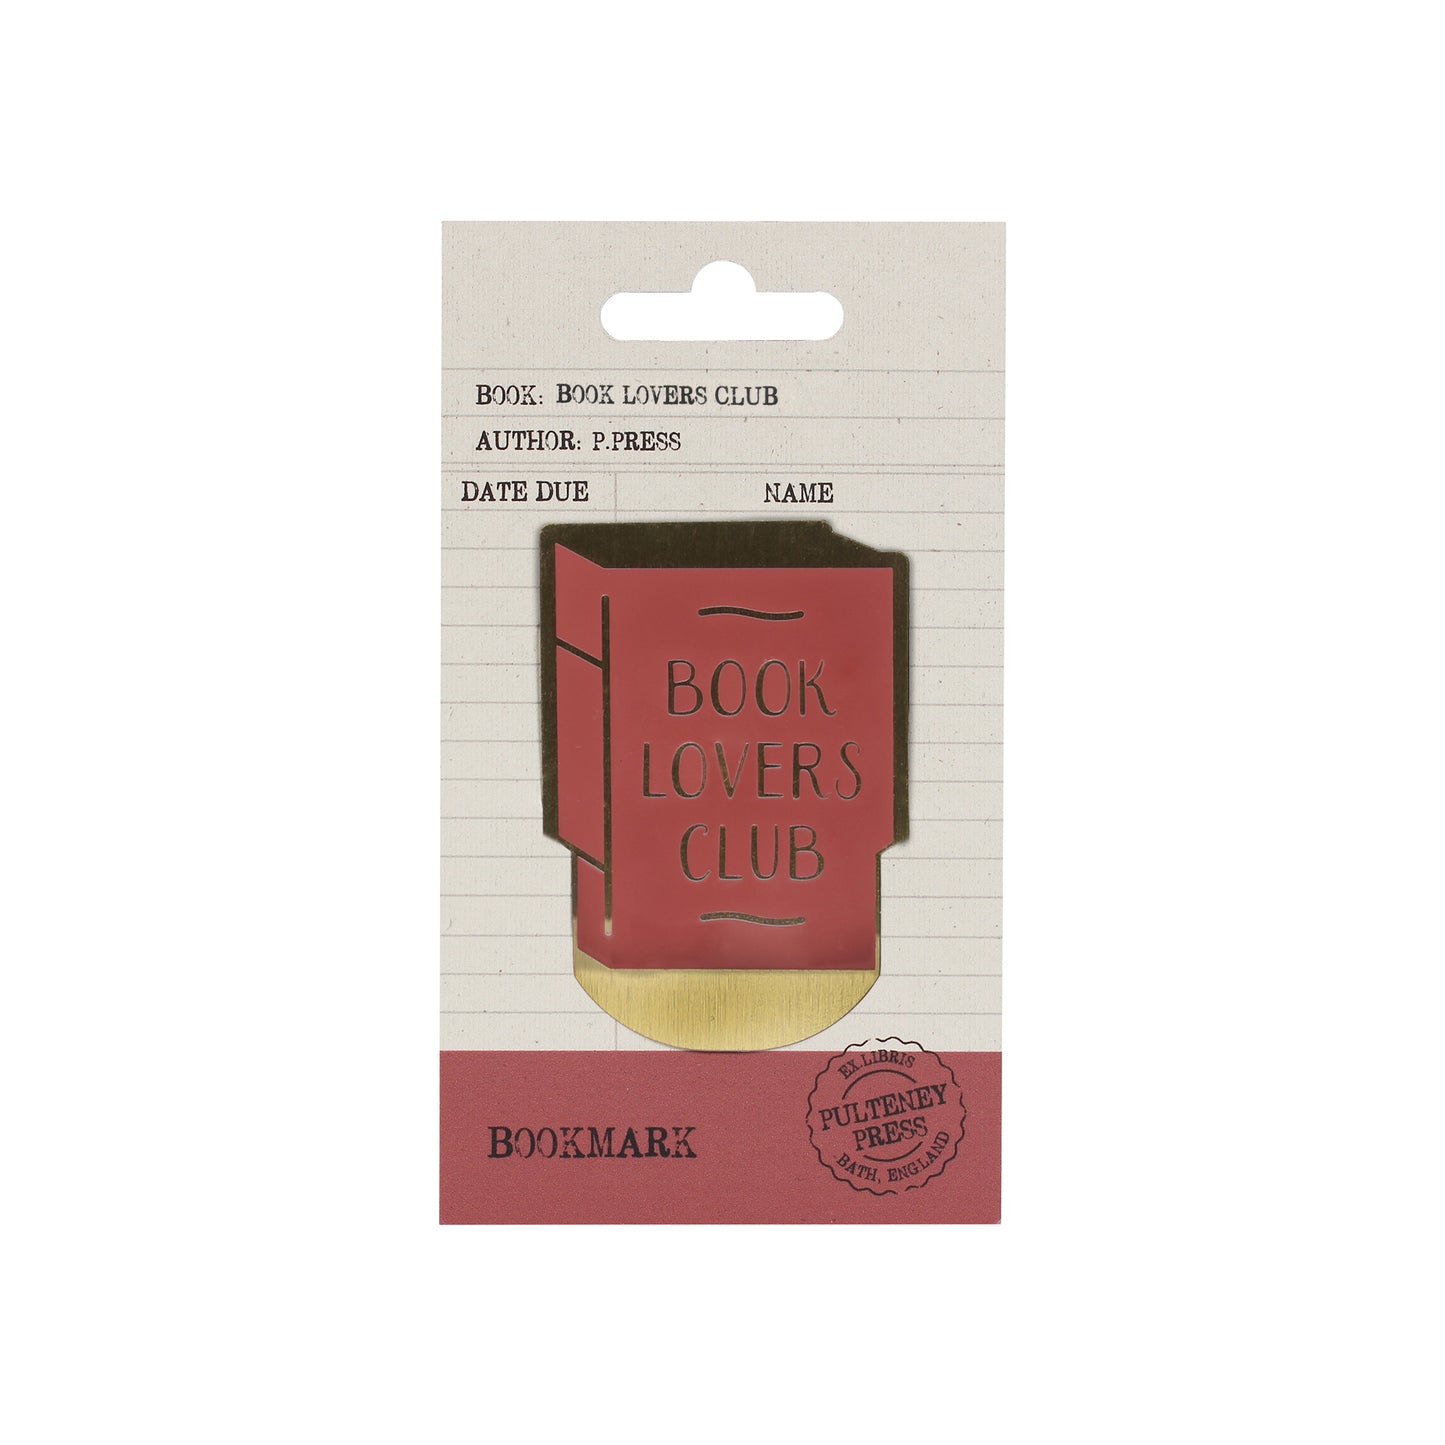 BOOK: BOOK LOVERS CLUB
AUTHOR: P.PRESS
DATE DUE NAME
BOOK
LOVERS
CLUB
BOOKMARK
EX.LIBRIS
PULTENEY
PRESS
BATH, ENGLAND